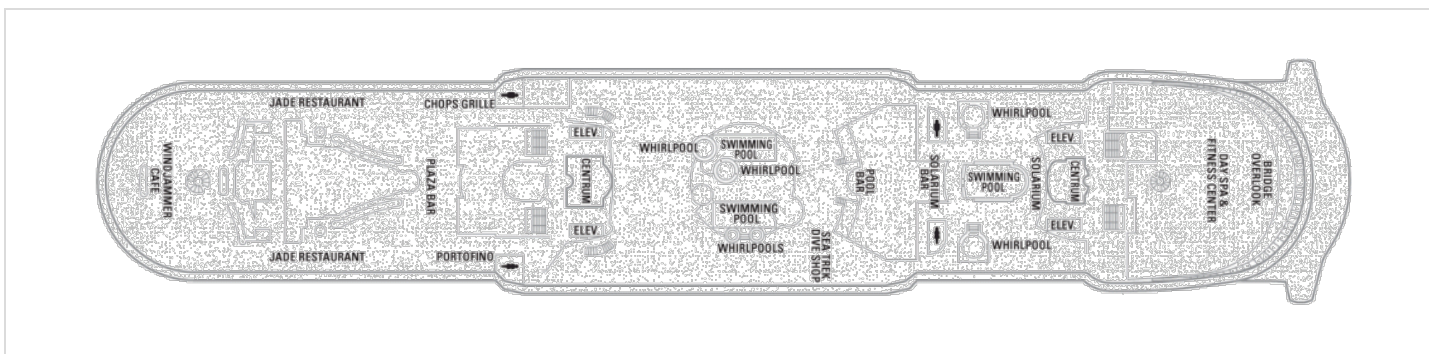 JADE RESTAURANT
CHOPS GRILLE
WINDJAMMER
CAFE
PLAZA BAR
ELEV.
CENTRUM
ELEV.
JADE RESTAURANT
PORTOFINO
WHIRLPOOL
SWIMMING
POOL
WHIRLPOOL
SWIMMING
POOL
WHIRLPOOLS
POOL
BAR
SEA TREK
DIVE SHOP
SOLARIUM
BAR
WHIRLPOOL
SWIMMING
POOL
WHIRLPOOL
SOLARIUM
ELEV.
CENTRUM
ELEV.
DAY SPA &
FITNESS CENTER
BRIDGE
OVERLOOK